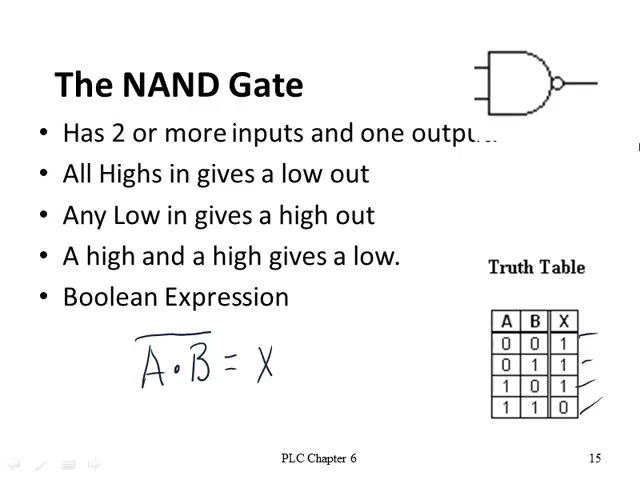 The NAND Gate
• Has 2 or more inputs and one output.
• All Highs in gives a low out
• Any Low in gives a high out
• A high and a high gives a low.
• Boolean Expression
A̅ ̅•̅ ̅B̅ = X
Truth Table
A B X
0 0 1
0 1 1
1 0 1
1 1 0
PLC Chapter 6
15